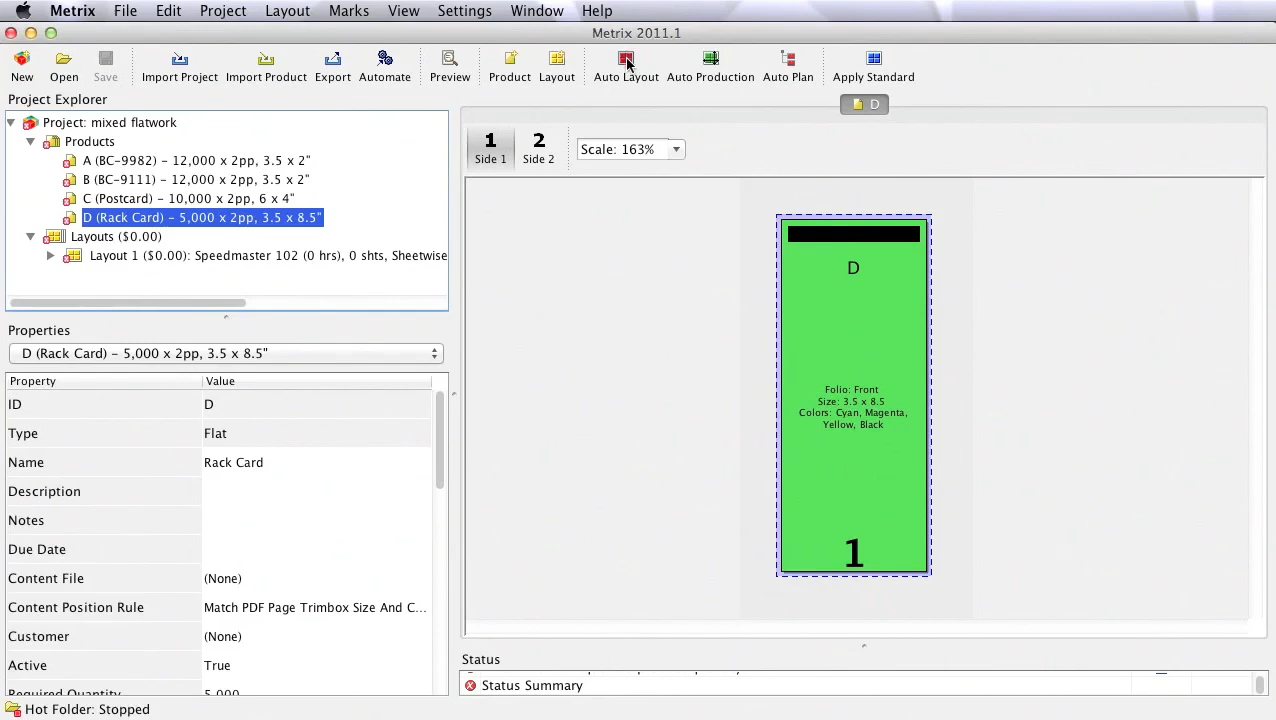 Metrix File Edit Project Layout Marks View Settings Window Help
Metrix 2011.1
New Open Save Import Project Import Product Export Automate Preview Product Layout Auto Layout Auto Production Auto Plan Apply Standard
Project Explorer
Project: mixed flatwork
Products
A (BC-9982) – 12,000 x 2pp, 3.5 x 2"
B (BC-9111) – 12,000 x 2pp, 3.5 x 2"
C (Postcard) – 10,000 x 2pp, 6 x 4"
D (Rack Card) – 5,000 x 2pp, 3.5 x 8.5"
Layouts ($0.00)
Layout 1 ($0.00): Speedmaster 102 (0 hrs), 0 shts, Sheetwise
Properties
D (Rack Card) – 5,000 x 2pp, 3.5 x 8.5"
Property Value
ID D
Type Flat
Name Rack Card
Description
Notes
Due Date
Content File (None)
Content Position Rule Match PDF Page Trimbox Size And C...
Customer (None)
Active True
Required Quantity 5,000
Hot Folder: Stopped
D
1 2
Side 1 Side 2
Scale: 163%
D
Folio: Front
Size: 3.5 x 8.5
Colors: Cyan, Magenta,
Yellow, Black
1
Status
Status Summary